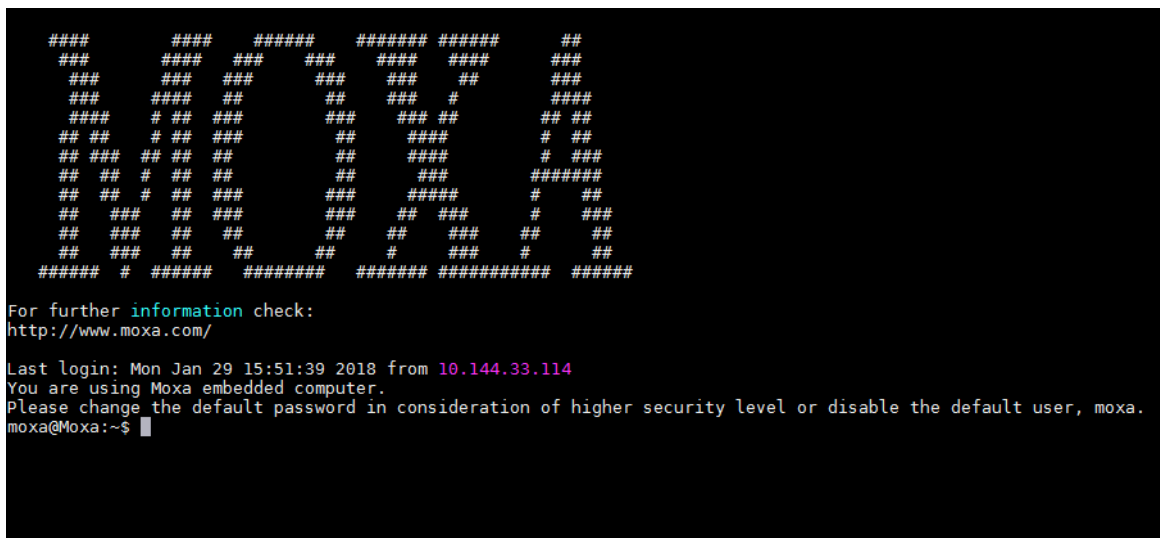 MOXA
For further information check:
http://www.moxa.com/
Last login: Mon Jan 29 15:51:39 2018 from 10.144.33.114
You are using Moxa embedded computer.
Please change the default password in consideration of higher security level or disable the default user, moxa.
moxa@Moxa:~$